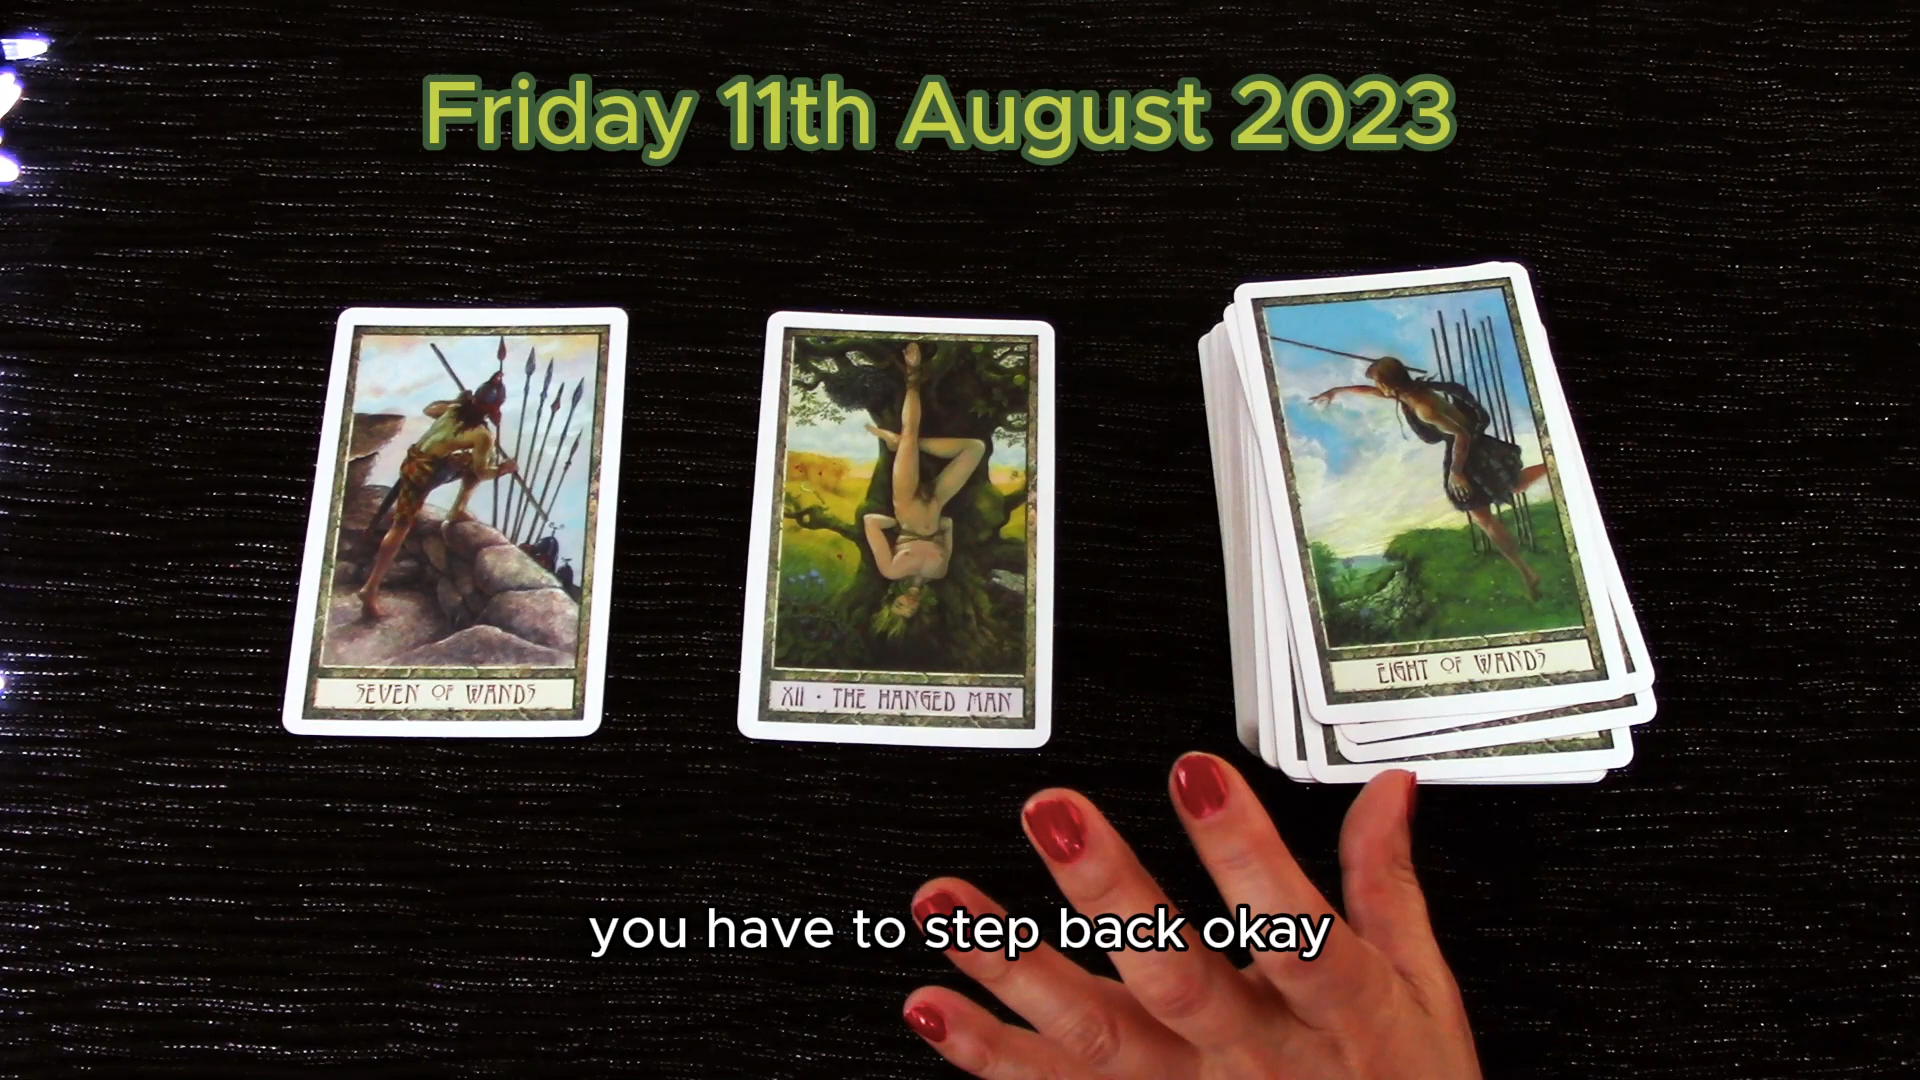 Friday 11th August 2023
SEVEN OF WANDS
XII · THE HANGED MAN
EIGHT OF WANDS
you have to step back okay